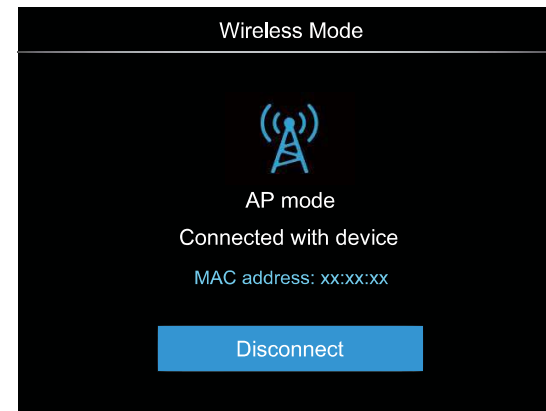 Wireless Mode
AP mode
Connected with device
MAC address: xx:xx:xx
Disconnect